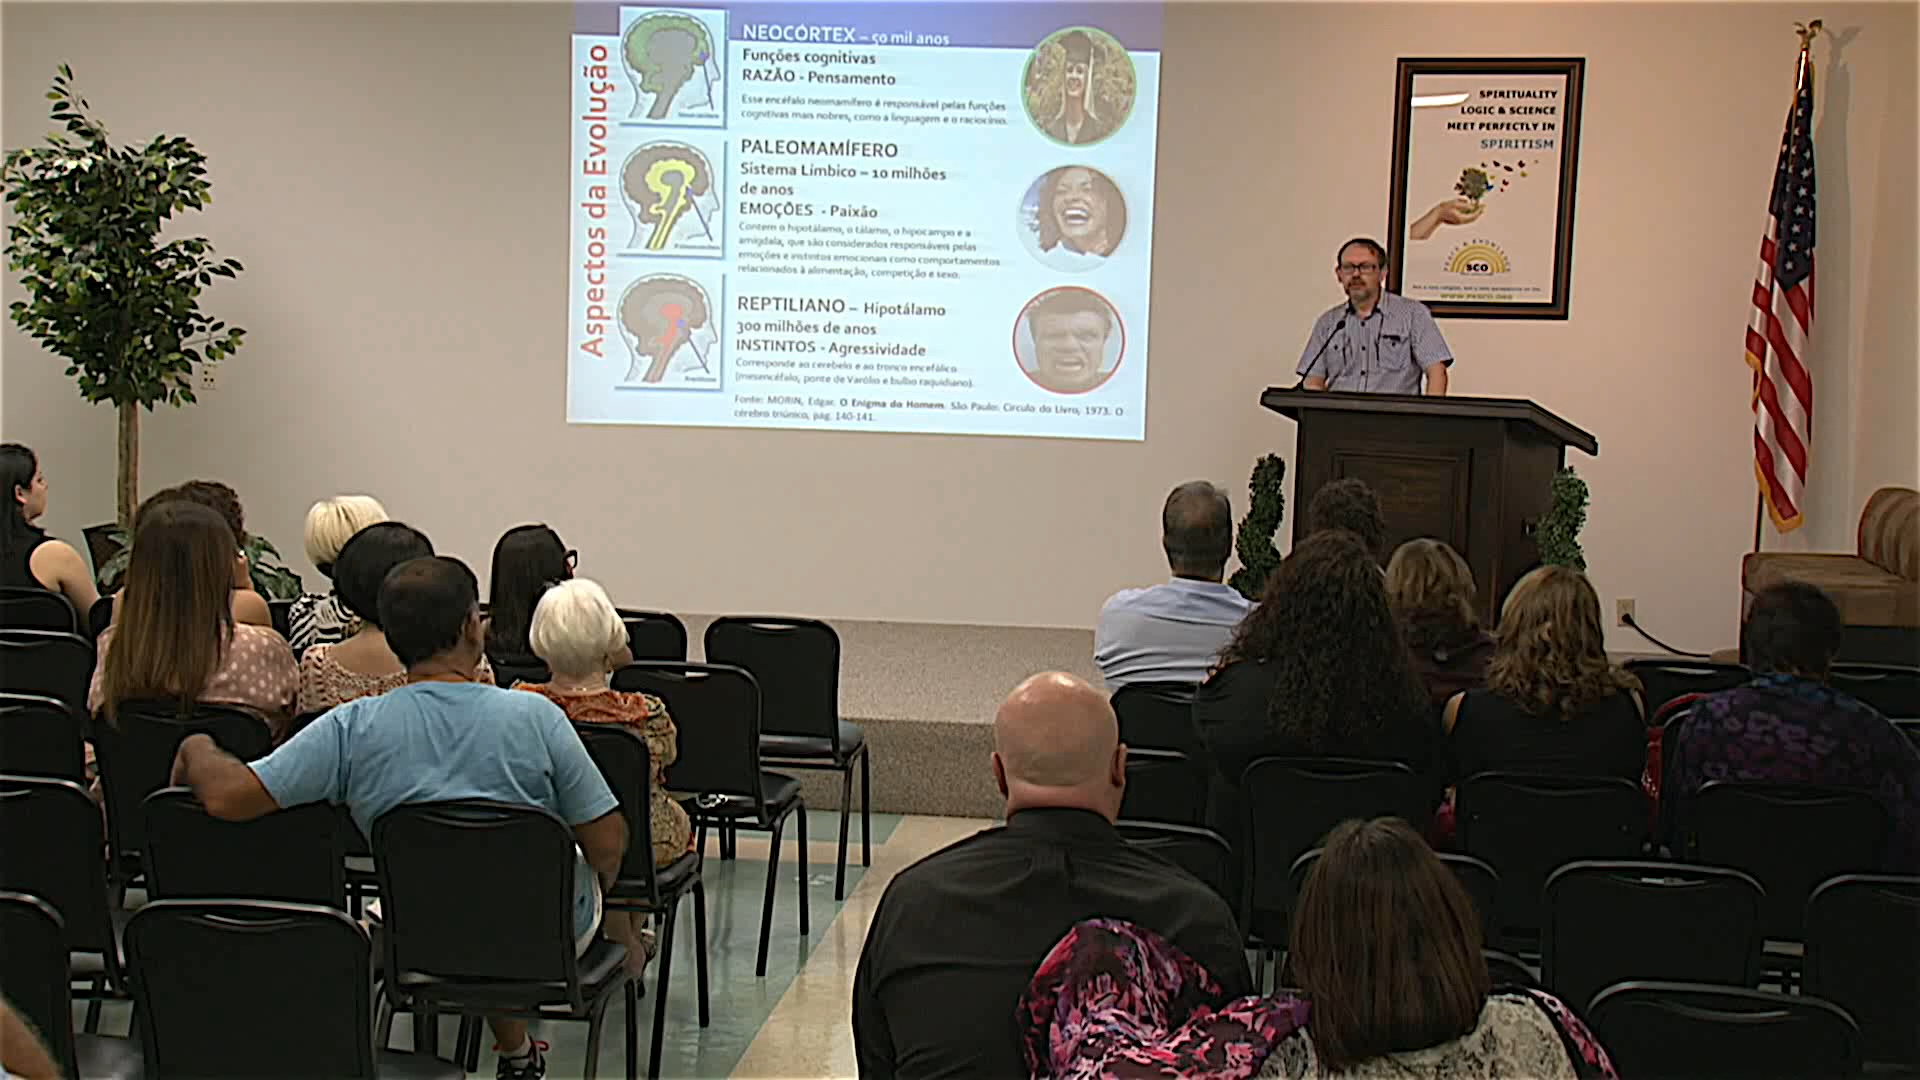 Aspectos da Evolução
NEOCÓRTEX – 50 mil anos
Funções cognitivas
RAZÃO - Pensamento
Esse encéfalo neomamífero é responsável pelas funções
cognitivas mais nobres, como a linguagem e o raciocínio.
PALEOMAMÍFERO
Sistema Límbico – 10 milhões
de anos
EMOÇÕES - Paixão
Contem o hipotálamo, o tálamo, o hipocampo e a
amígdala, que são considerados responsáveis pelas
emoções e instintos emocionais como comportamentos
relacionados à alimentação, competição e sexo.
REPTILIANO – Hipotálamo
300 milhões de anos
INSTINTOS - Agressividade
Corresponde ao cerebelo e ao tronco encefálico
(mesencéfalo, ponte de Varólio e bulbo raquidiano).
Fonte: MORIN, Edgar. O Enigma do Homem. São Paulo: Circulo do Livro, 1973. O
cérebro triúnico, pág. 140-141.
SPIRITUALITY
LOGIC & SCIENCE
MEET PERFECTLY IN
SPIRITISM
SCO